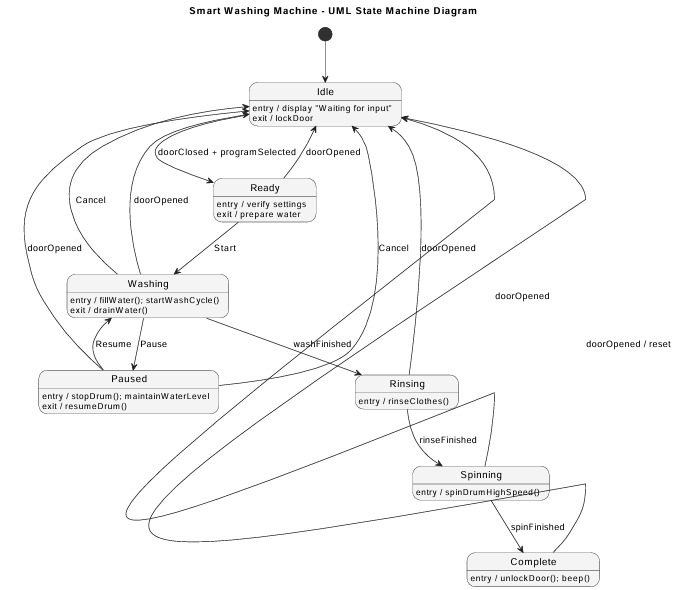 Smart Washing Machine - UML State Machine Diagram
Idle
entry / display "Waiting for input"
exit / lockDoor
doorClosed + programSelected
doorOpened
Ready
entry / verify settings
exit / prepare water
Cancel
doorOpened
Start
doorOpened
Cancel
doorOpened
Washing
entry / fillWater(); startWashCycle()
exit / drainWater()
doorOpened
Resume
Pause
washFinished
doorOpened / reset
Paused
entry / stopDrum(); maintainWaterLevel
exit / resumeDrum()
Rinsing
entry / rinseClothes()
rinseFinished
Spinning
entry / spinDrumHighSpeed()
spinFinished
Complete
entry / unlockDoor(); beep()